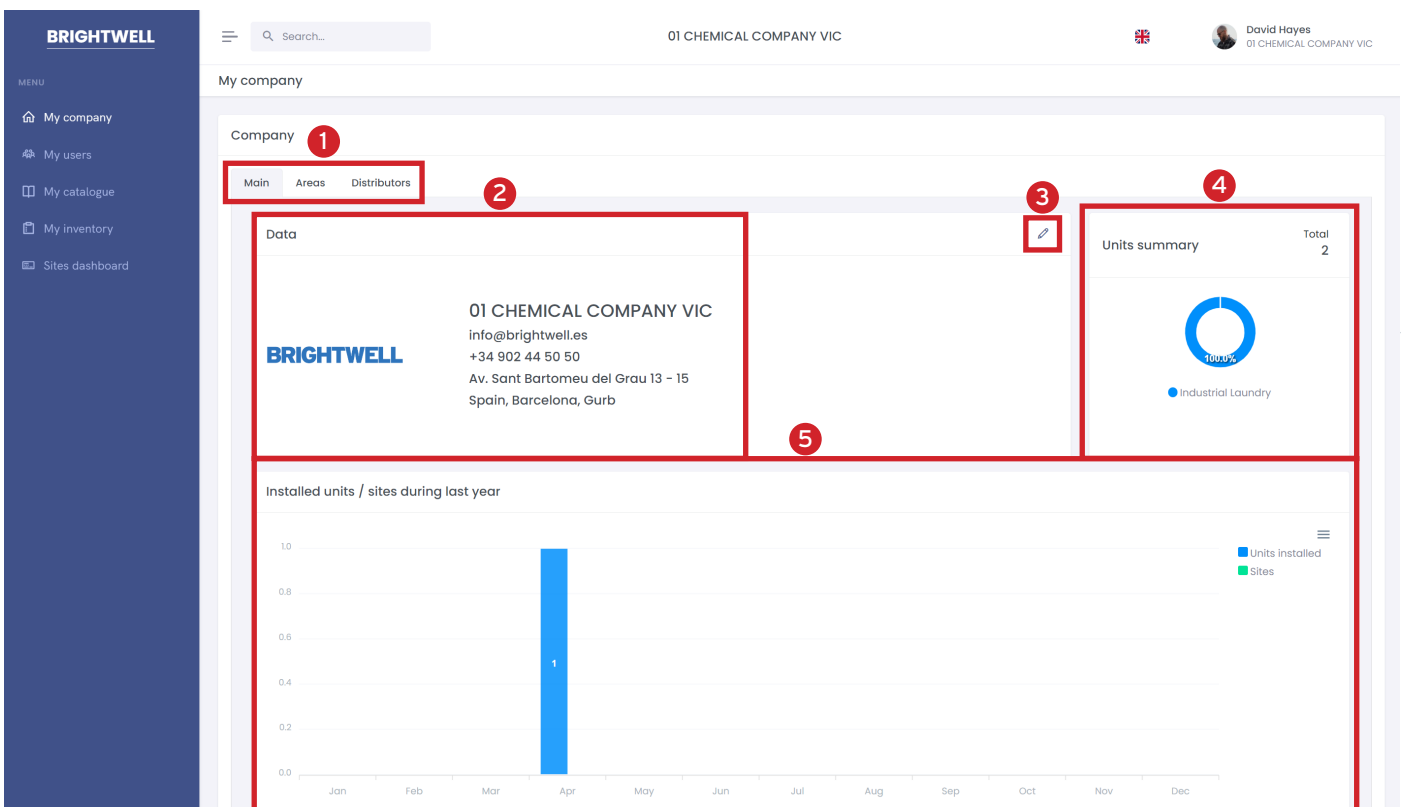 BRIGHTWELL
Search...
01 CHEMICAL COMPANY VIC
David Hayes
01 CHEMICAL COMPANY VIC
MENU
My company
My users
My catalogue
My inventory
Sites dashboard
My company
Company
1
Main Areas Distributors
2
3
4
Data
Units summary
Total
2
BRIGHTWELL
01 CHEMICAL COMPANY VIC
info@brightwell.es
+34 902 44 50 50
Av. Sant Bartomeu del Grau 13 - 15
Spain, Barcelona, Gurb
100.0%
Industrial Laundry
5
Installed units / sites during last year
Units installed
Sites
1.0
0.8
0.6
0.4
0.2
0.0
1
Jan Feb Mar Apr May Jun Jul Aug Sep Oct Nov Dec